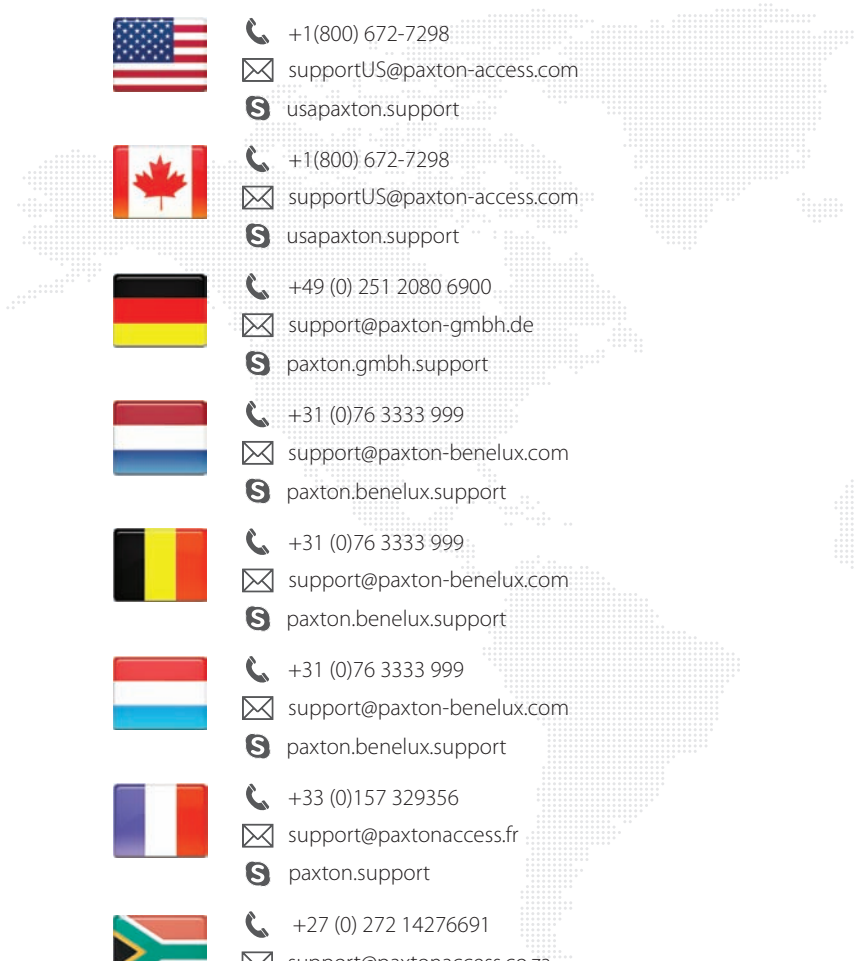 +1(800) 672-7298
supportUS@paxton-access.com
usapaxton.support
+1(800) 672-7298
supportUS@paxton-access.com
usapaxton.support
+49 (0) 251 2080 6900
support@paxton-gmbh.de
paxton.gmbh.support
+31 (0)76 3333 999
support@paxton-benelux.com
paxton.benelux.support
+31 (0)76 3333 999
support@paxton-benelux.com
paxton.benelux.support
+31 (0)76 3333 999
support@paxton-benelux.com
paxton.benelux.support
+33 (0)157 329356
support@paxtonaccess.fr
paxton.support
+27 (0) 272 14276691
support@paxtonaccess.co.za